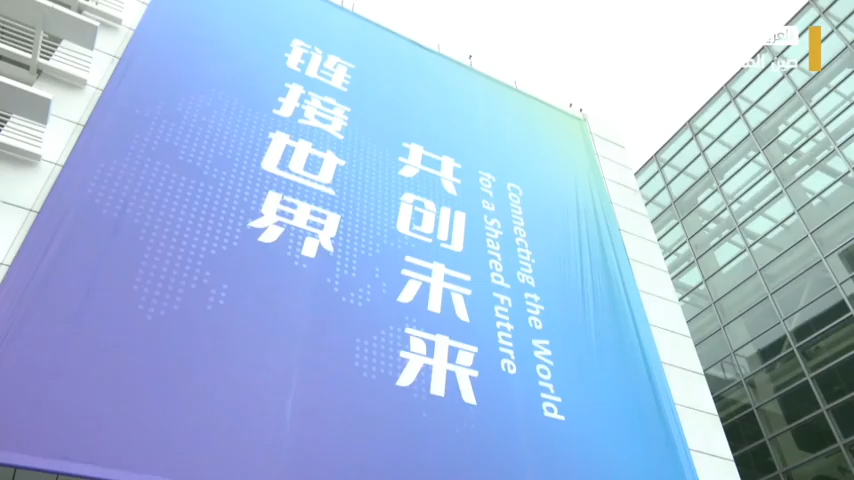 链接世界
共创未来
Connecting the World
for a Shared Future